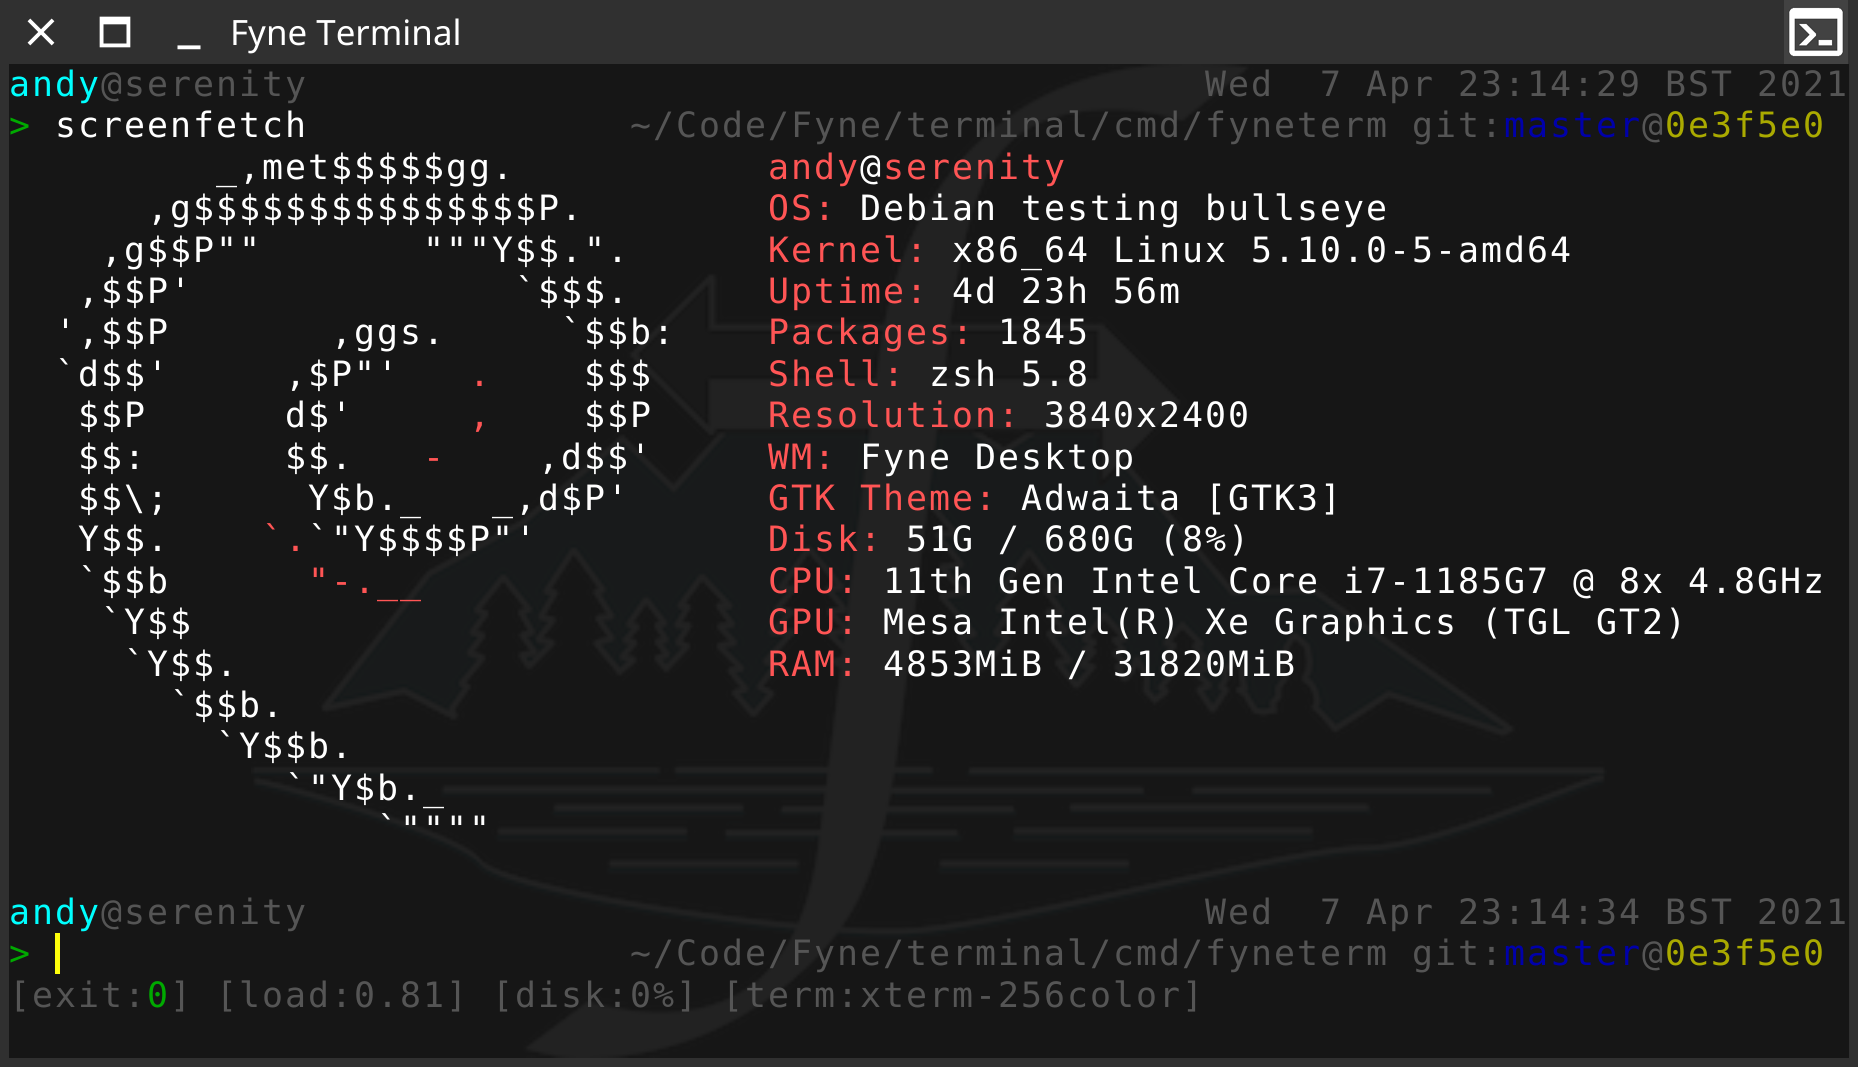 Fyne Terminal
andy@serenity Wed  7 Apr 23:14:29 BST 2021
> screenfetch ~/Code/Fyne/terminal/cmd/fyneterm git:master@0e3f5e0
         _,met$$$$$gg.           andy@serenity
      ,g$$$$$$$$$$$$$$$P.        OS: Debian testing bullseye
    ,g$$P""       """Y$$.".      Kernel: x86_64 Linux 5.10.0-5-amd64
   ,$$P'              `$$$.      Uptime: 4d 23h 56m
  ',$$P       ,ggs.     `$$b:    Packages: 1845
  `d$$'     ,$P"'   .    $$$     Shell: zsh 5.8
   $$P      d$'     ,    $$P     Resolution: 3840x2400
   $$:      $$.   -    ,d$$'     WM: Fyne Desktop
   $$\;      Y$b._   _,d$P'      GTK Theme: Adwaita [GTK3]
   Y$$.    `.`"Y$$$$P"'          Disk: 51G / 680G (8%)
   `$$b      "-.__               CPU: 11th Gen Intel Core i7-1185G7 @ 8x 4.8GHz
    `Y$$                         GPU: Mesa Intel(R) Xe Graphics (TGL GT2)
     `Y$$.                       RAM: 4853MiB / 31820MiB
       `$$b.
         `Y$$b.
            `"Y$b._
                `""""
andy@serenity Wed  7 Apr 23:14:34 BST 2021
> ~/Code/Fyne/terminal/cmd/fyneterm git:master@0e3f5e0
[exit:0] [load:0.81] [disk:0%] [term:xterm-256color]